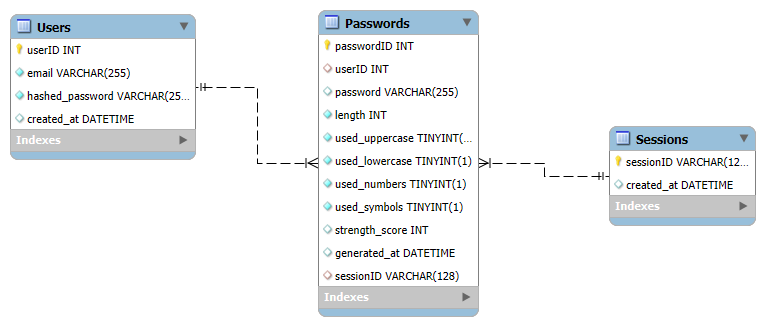 Users
userID INT
email VARCHAR(255)
hashed_password VARCHAR(25...
created_at DATETIME
Indexes
Passwords
passwordID INT
userID INT
password VARCHAR(255)
length INT
used_uppercase TINYINT(...
used_lowercase TINYINT(1)
used_numbers TINYINT(1)
used_symbols TINYINT(1)
strength_score INT
generated_at DATETIME
sessionID VARCHAR(128)
Indexes
Sessions
sessionID VARCHAR(12...
created_at DATETIME
Indexes